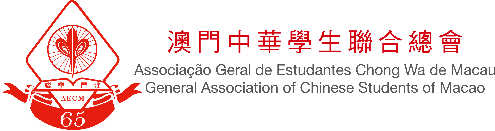 澳門中華學生聯合總會
Associação Geral de Estudantes Chong Wa de Macau
General Association of Chinese Students of Macao
AECM
65